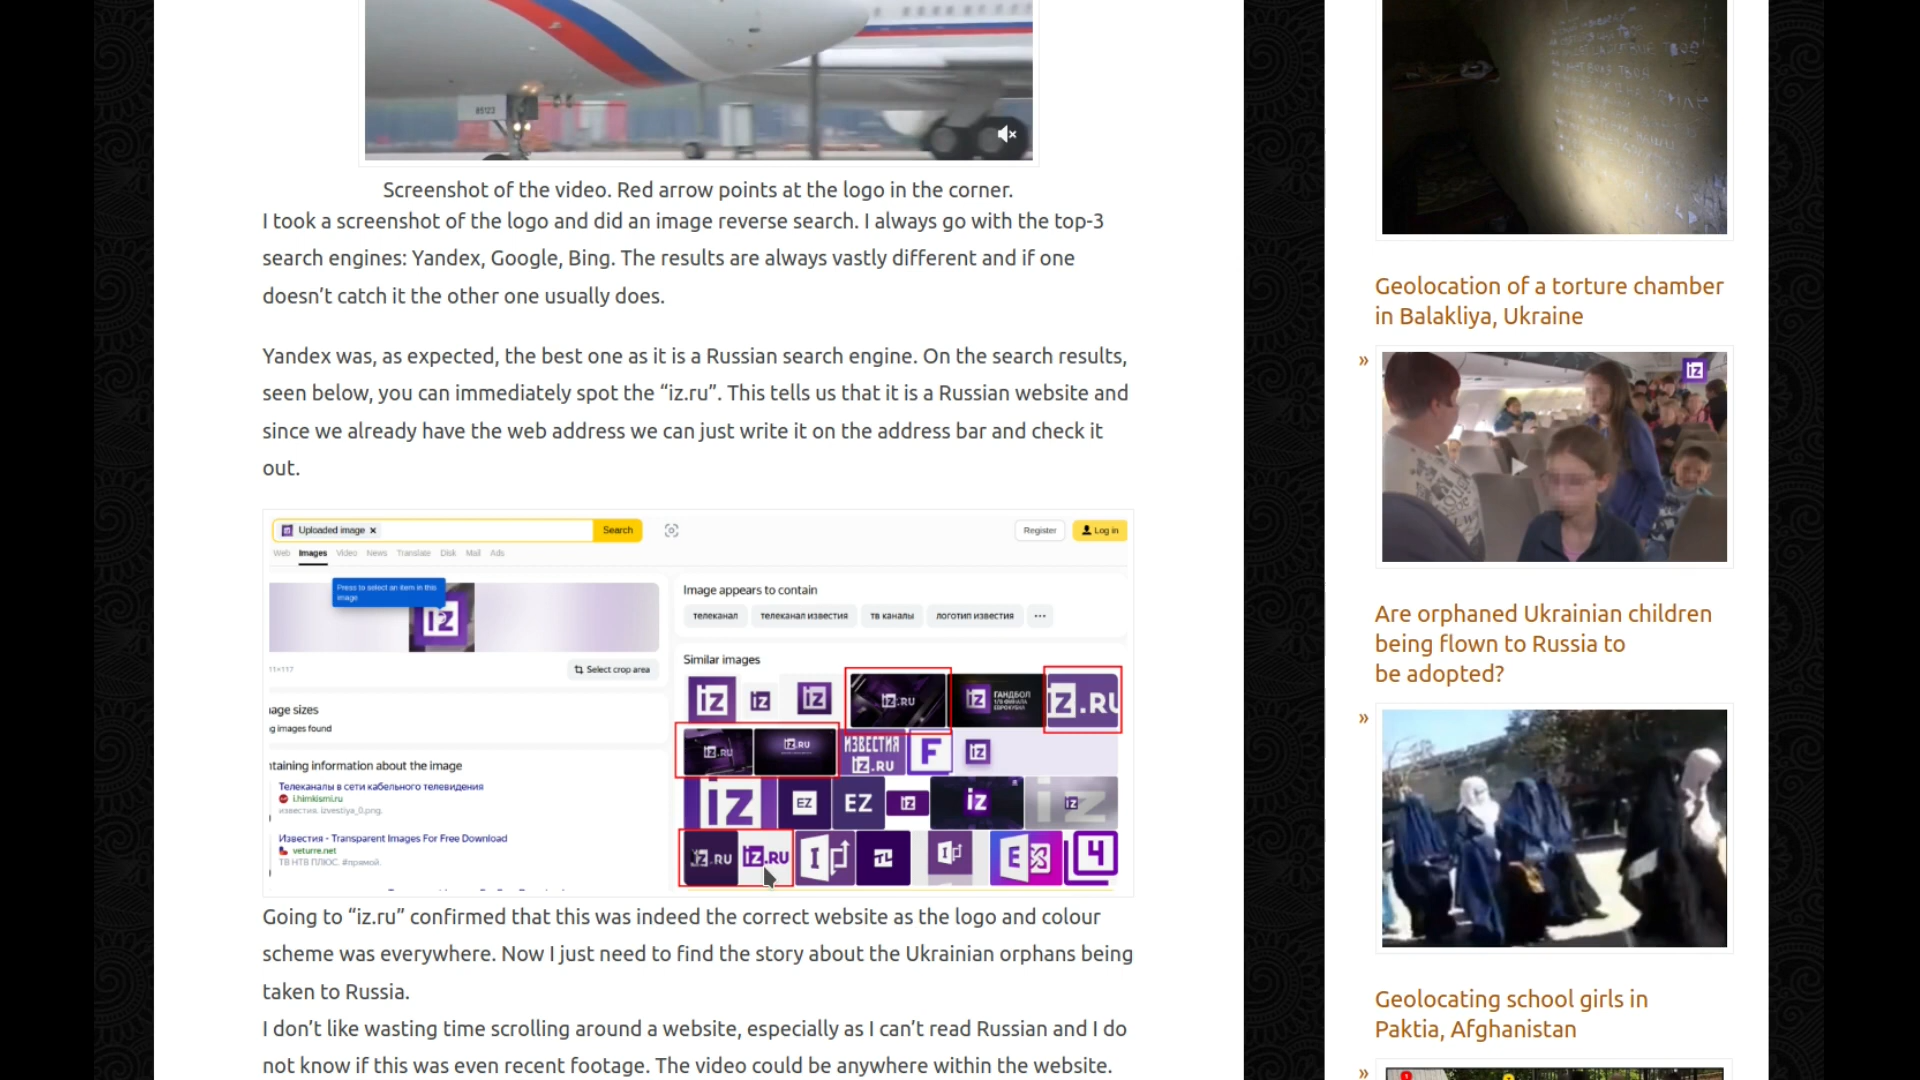 85123
Screenshot of the video. Red arrow points at the logo in the corner.
I took a screenshot of the logo and did an image reverse search. I always go with the top-3
search engines: Yandex, Google, Bing. The results are always vastly different and if one
doesn’t catch it the other one usually does.
Yandex was, as expected, the best one as it is a Russian search engine. On the search results,
seen below, you can immediately spot the “iz.ru”. This tells us that it is a Russian website and
since we already have the web address we can just write it on the address bar and check it
out.
Uploaded image ×
Search
Register
Log in
Web Images Video News Translate Disk Mail Ads
Press to select an item in this
image
iz
Select crop area
Image appears to contain
телеканал телеканал известия тв каналы логотип известия ...
Similar images
iz iz iz iz.RU iz ГАНДБОЛ iz.RU
iz.RU iz.RU ИЗВЕСТИЯ iz.RU F iz
iz EZ EZ iz iz iz
iz.RU iz.RU I TL I E 4
age sizes
g images found
taining information about the image
Телеканалы в сети кабельного телевидения
i.himkismi.ru
известия. izvestiya_0.png.
Известия - Transparent Images For Free Download
veturre.net
ТВ НТВ ПЛЮС. #прямой.
Going to “iz.ru” confirmed that this was indeed the correct website as the logo and colour
scheme was everywhere. Now I just need to find the story about the Ukrainian orphans being
taken to Russia.
I don’t like wasting time scrolling around a website, especially as I can’t read Russian and I do
not know if this was even recent footage. The video could be anywhere within the website.
Geolocation of a torture chamber
in Balakliya, Ukraine
»
iz
Are orphaned Ukrainian children
being flown to Russia to
be adopted?
»
Geolocating school girls in
Paktia, Afghanistan
»